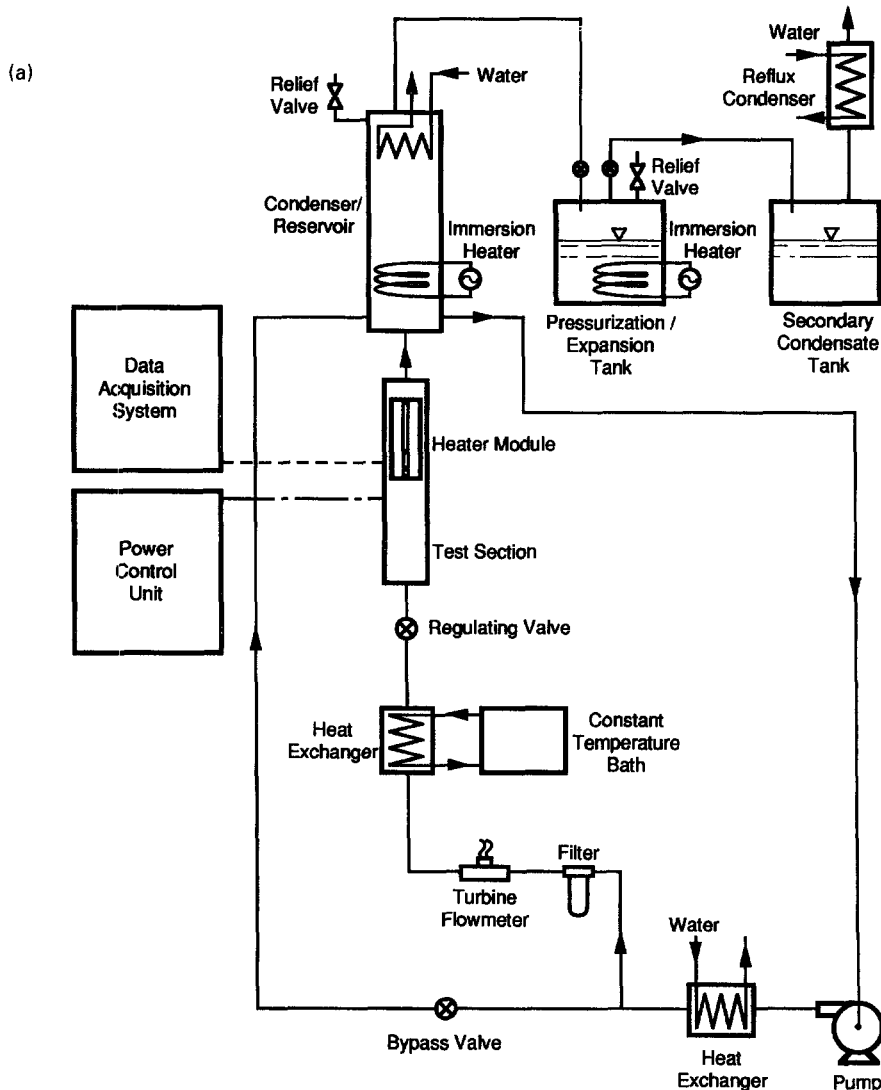 (a)
Water
Reflux
Condenser
Relief
Valve
Water
Relief
Valve
Condenser/
Reservoir
Immersion
Heater
Immersion
Heater
Pressurization /
Expansion
Tank
Secondary
Condensate
Tank
Data
Acquisition
System
Heater Module
Power
Control
Unit
Test Section
Regulating Valve
Heat
Exchanger
Constant
Temperature
Bath
Filter
Turbine
Flowmeter
Water
Bypass Valve
Heat
Exchanger
Pump